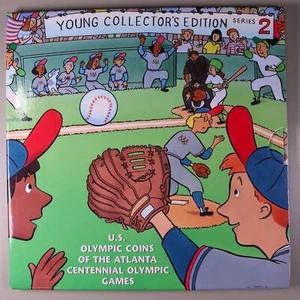 YOUNG COLLECTOR'S EDITION SERIES 2
U.S.
OLYMPIC COINS
OF THE ATLANTA
CENTENNIAL OLYMPIC
GAMES